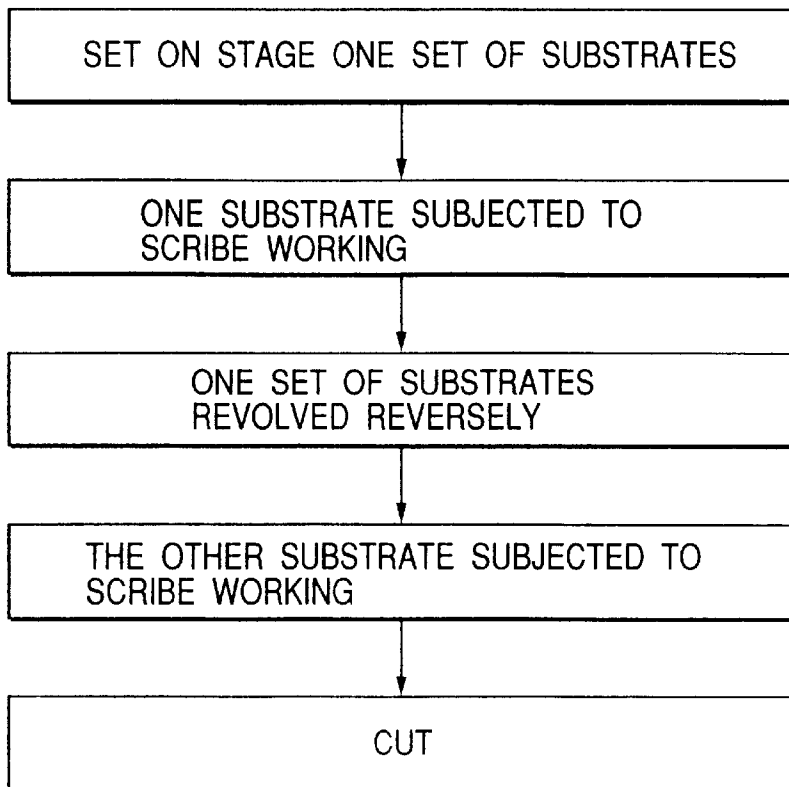 SET ON STAGE ONE SET OF SUBSTRATES
ONE SUBSTRATE SUBJECTED TO
SCRIBE WORKING
ONE SET OF SUBSTRATES
REVOLVED REVERSELY
THE OTHER SUBSTRATE SUBJECTED TO
SCRIBE WORKING
CUT